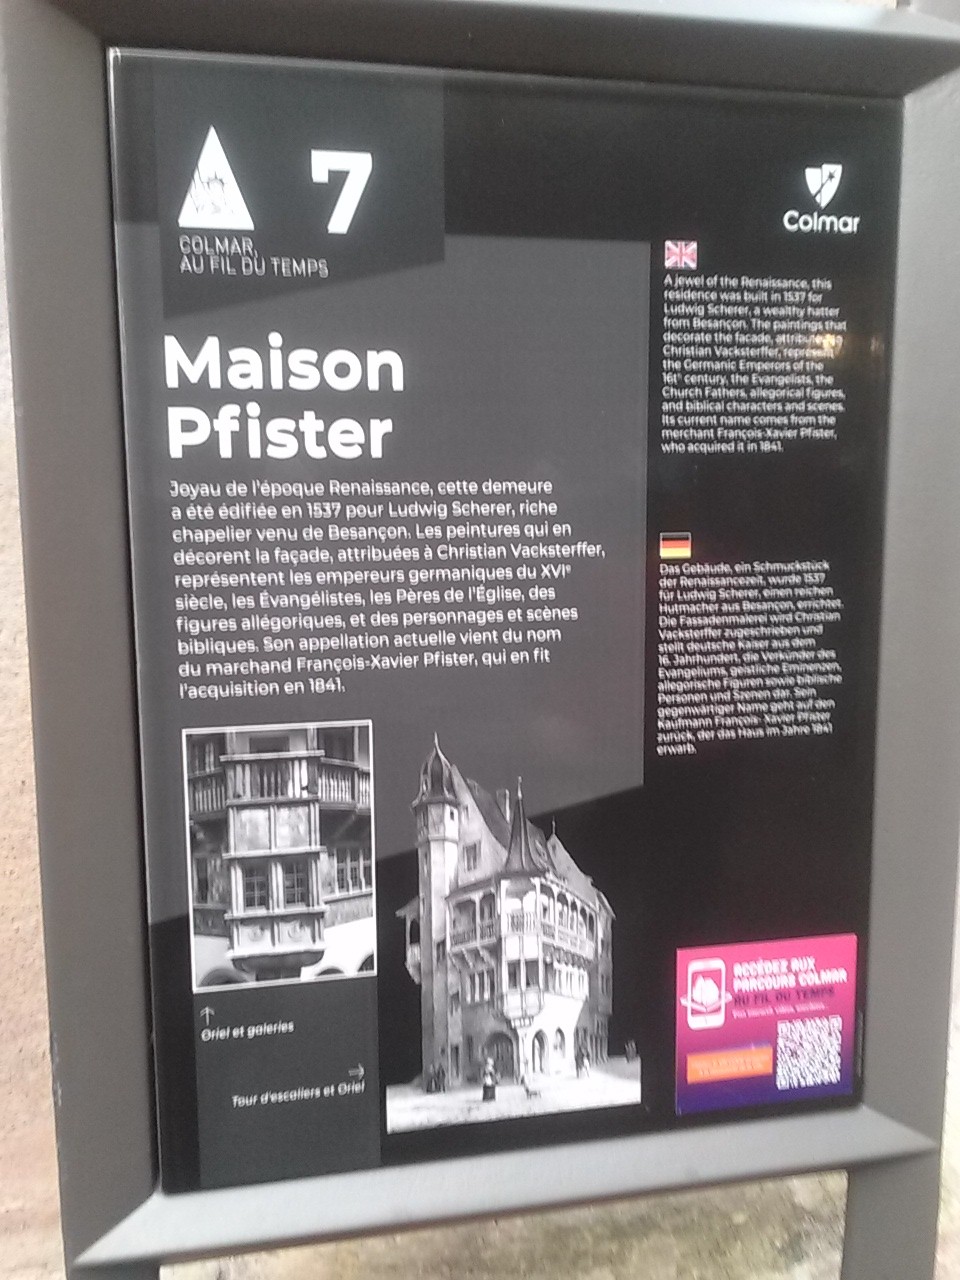 7
COLMAR,
AU FIL DU TEMPS
Colmar
Maison
Pfister
Joyau de l'époque Renaissance, cette demeure
a été édifiée en 1537 pour Ludwig Scherer, riche
chapelier venu de Besançon. Les peintures qui en
décorent la façade, attribuées à Christian Vacksterffer,
représentent les empereurs germaniques du XVIe
siècle, les Évangélistes, les Pères de l'Église, des
figures allégoriques, et des personnages et scènes
bibliques. Son appellation actuelle vient du nom
du marchand François-Xavier Pfister, qui en fit
l'acquisition en 1841.
A jewel of the Renaissance, this
residence was built in 1537 for
Ludwig Scherer, a wealthy hatter
from Besançon. The paintings that
decorate the facade,
Christian Vacksterffer, represent
the Germanic Emperors of the
16t" century, the Evangelists, the
Church Fathers, allegorical figures,
and biblical characters and scenes.
Its current name comes from the
merchant François-Xavier Pfister,
who acquired it in 1841.
Das Gebäude, ein Schmuckstück
der Renaissancezeit, wurde 1537
für Ludwig Scherer, einen reichen
Hutmacher aus Besançon, errichtet.
Die Fassadenmalerei wird Christian
Vacksterffer zugeschrieben und
stellt deutsche Kaiser aus dem
16. Jahrhundert, die Verkünder des
Evangeliums, geistliche Eminenzen,
allegorische Figuren sowie biblische
Personen und Szenen dar. Sein
gegenwärtiger Name geht auf den
Kaufmann François- Xavier Pfister
zurück, der das Haus im Jahre 1841
erwarb.
Oriel et galeries
Tour d'escaliers et Oriel
ACCÉDEZ AUX
PARCOURS COLMAR
AU FIL DU TEMPS